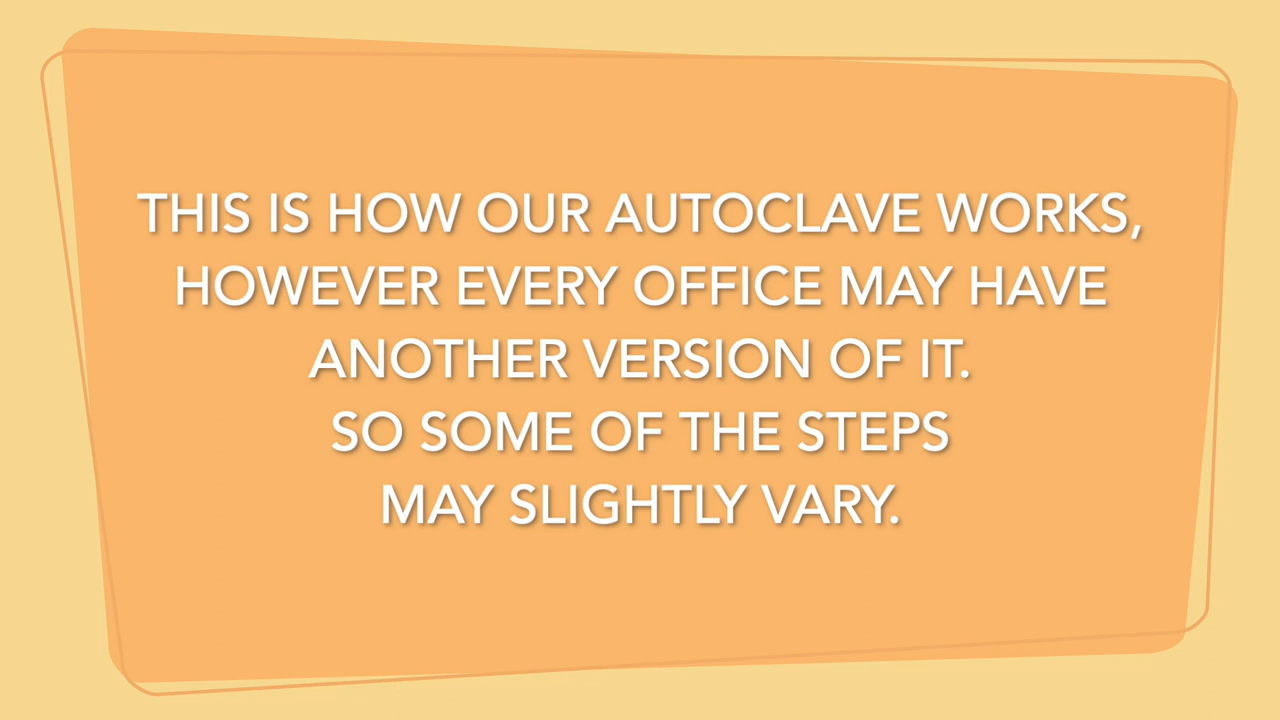 THIS IS HOW OUR AUTOCLAVE WORKS,
HOWEVER EVERY OFFICE MAY HAVE
ANOTHER VERSION OF IT.
SO SOME OF THE STEPS
MAY SLIGHTLY VARY.